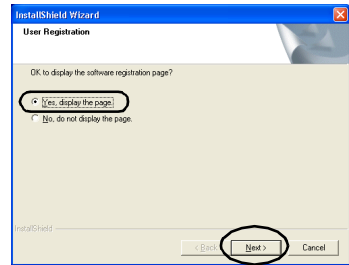 InstallShield Wizard
User Registration
OK to display the software registration page?
Yes, display the page.
No, do not display the page.
InstallShield
< Back
Next >
Cancel